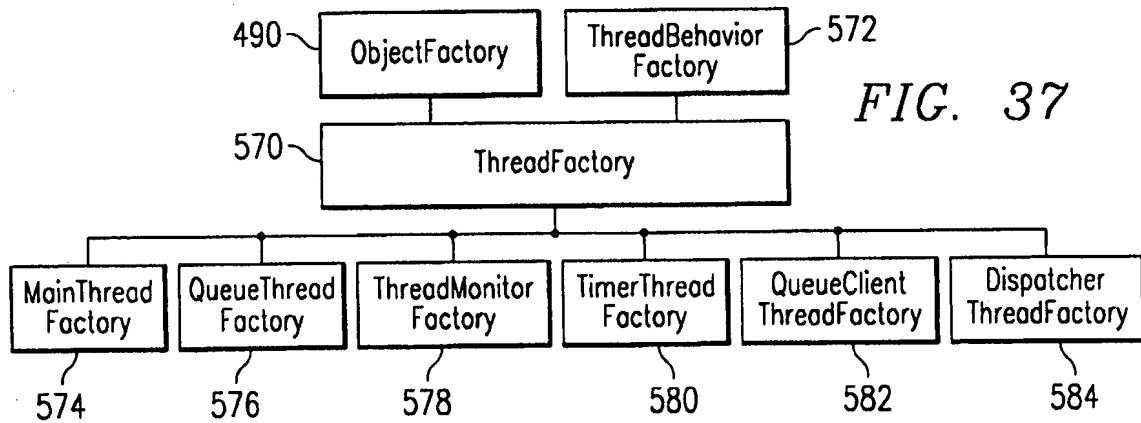 490
ObjectFactory
ThreadBehavior
Factory
572
FIG. 37
570
ThreadFactory
MainThread
Factory
QueueThread
Factory
ThreadMonitor
Factory
TimerThread
Factory
QueueClient
ThreadFactory
Dispatcher
ThreadFactory
574
576
578
580
582
584